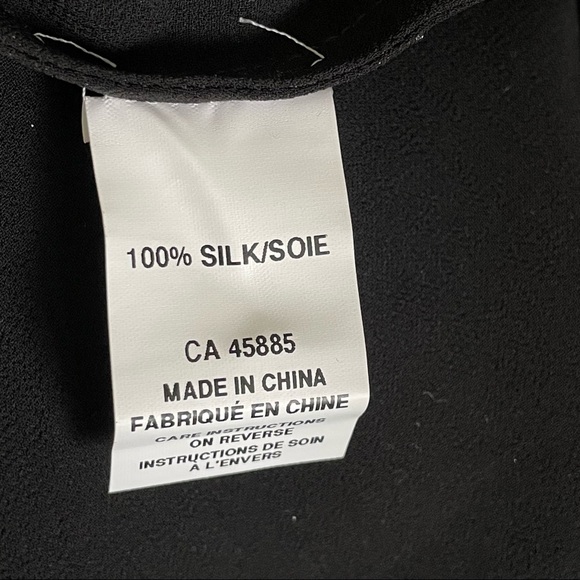 100% SILK/SOIE
CA 45885
MADE IN CHINA
FABRIQUÉ EN CHINE
CARE INSTRUCTIONS
ON REVERSE
INSTRUCTIONS DE SOIN
À L'ENVERS